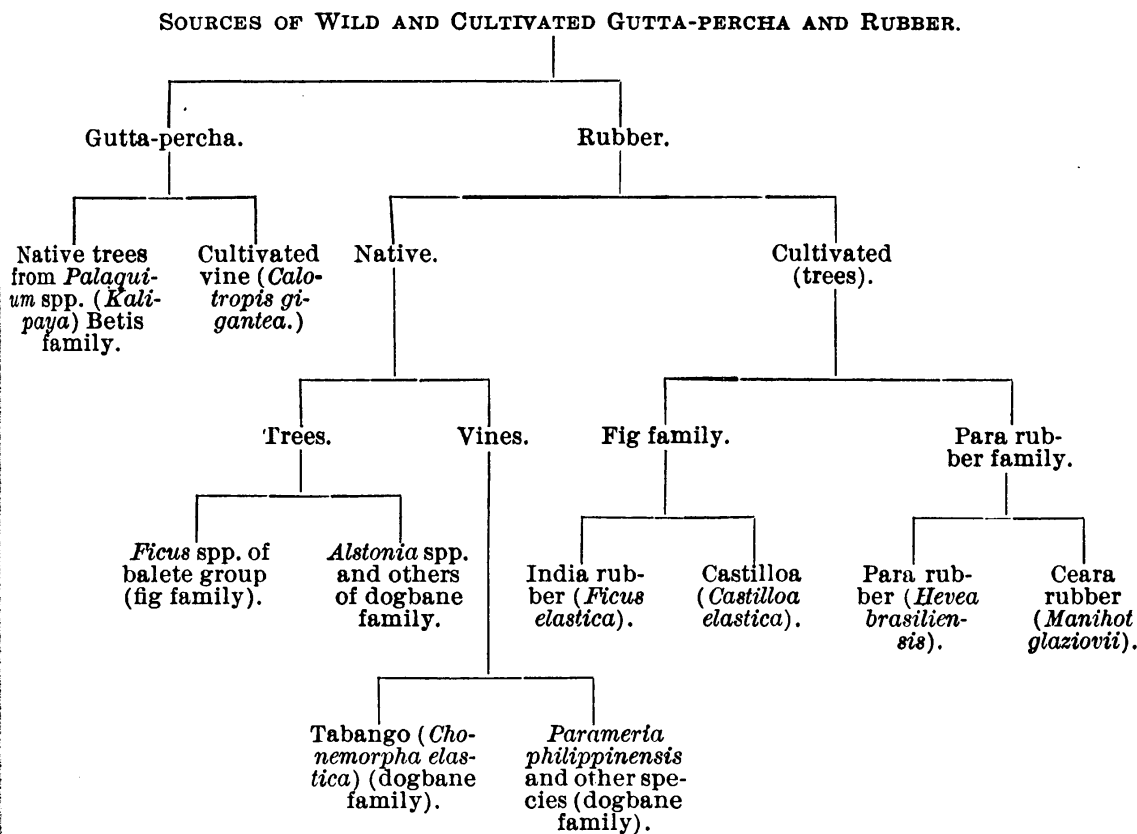 SOURCES OF WILD AND CULTIVATED GUTTA-PERCHA AND RUBBER.
Gutta-percha.
Rubber.
Native trees
from Palaqui-
um spp. (Kali-
paya) Betis
family.
Cultivated
vine (Calo-
tropis gi-
gantea.)
Native.
Cultivated
(trees).
Trees.
Vines.
Fig family.
Para rub-
ber family.
Ficus spp. of
balete group
(fig family).
Alstonia spp.
and others
of dogbane
family.
India rub-
ber (Ficus
elastica).
Castilloa
(Castilloa
elastica).
Para rub-
ber (Hevea
brasilien-
sis).
Ceara
rubber
(Manihot
glaziovii).
Tabango (Cho-
nemorpha elas-
tica) (dogbane
family).
Parameria
philippinensis
and other spe-
cies (dogbane
family).